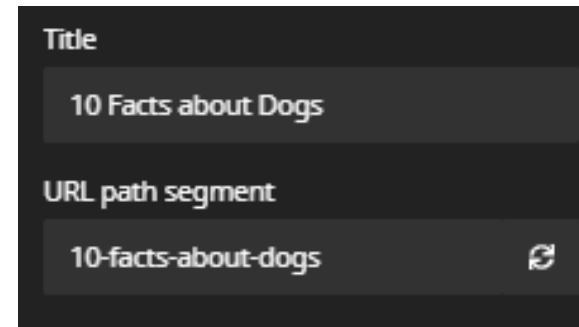 Title
10 Facts about Dogs
URL path segment
10-facts-about-dogs